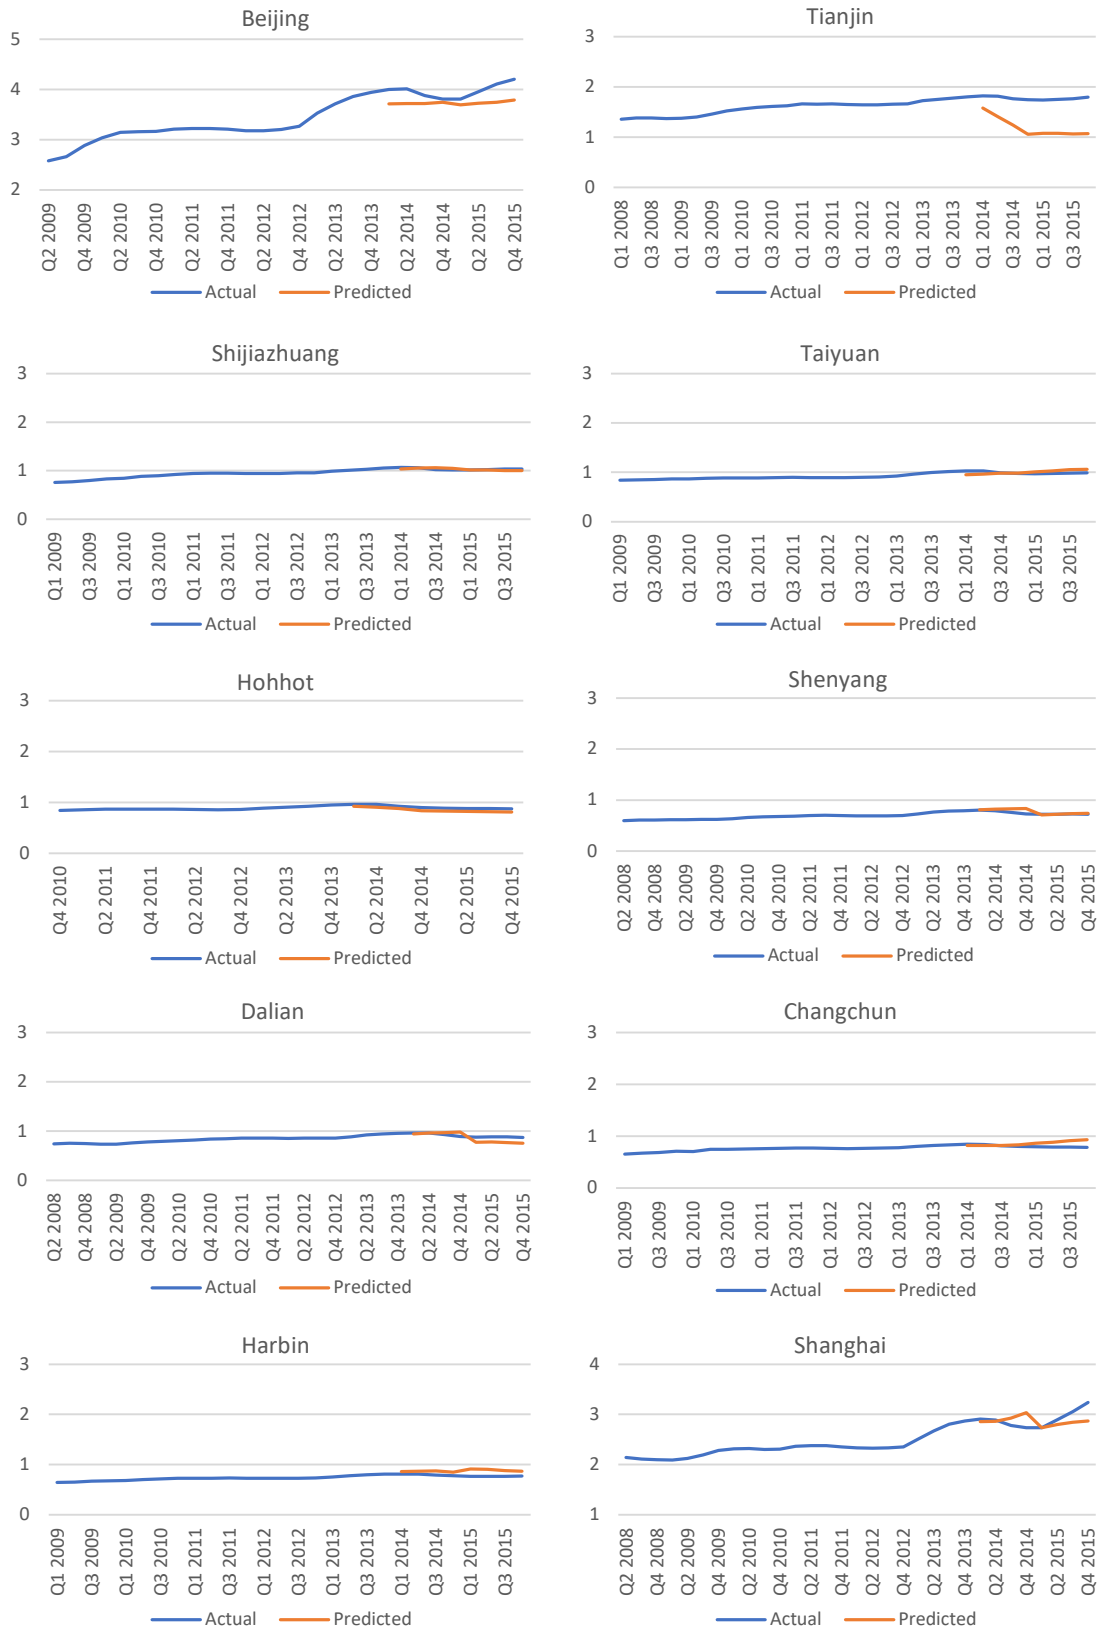 Beijing
5
4
3
2
Q2 2009
Q4 2009
Q2 2010
Q4 2010
Q2 2011
Q4 2011
Q2 2012
Q4 2012
Q2 2013
Q4 2013
Q2 2014
Q4 2014
Q2 2015
Q4 2015
Actual Predicted
Tianjin
3
2
1
0
Q1 2008
Q3 2008
Q1 2009
Q3 2009
Q1 2010
Q3 2010
Q1 2011
Q3 2011
Q1 2012
Q3 2012
Q1 2013
Q3 2013
Q1 2014
Q3 2014
Q1 2015
Q3 2015
Actual Predicted
Shijiazhuang
3
2
1
0
Q1 2009
Q3 2009
Q1 2010
Q3 2010
Q1 2011
Q3 2011
Q1 2012
Q3 2012
Q1 2013
Q3 2013
Q1 2014
Q3 2014
Q1 2015
Q3 2015
Actual Predicted
Taiyuan
3
2
1
0
Q1 2009
Q3 2009
Q1 2010
Q3 2010
Q1 2011
Q3 2011
Q1 2012
Q3 2012
Q1 2013
Q3 2013
Q1 2014
Q3 2014
Q1 2015
Q3 2015
Actual Predicted
Hohhot
3
2
1
0
Q4 2010
Q2 2011
Q4 2011
Q2 2012
Q4 2012
Q2 2013
Q4 2013
Q2 2014
Q4 2014
Q2 2015
Q4 2015
Actual Predicted
Shenyang
3
2
1
0
Q2 2008
Q4 2008
Q2 2009
Q4 2009
Q2 2010
Q4 2010
Q2 2011
Q4 2011
Q2 2012
Q4 2012
Q2 2013
Q4 2013
Q2 2014
Q4 2014
Q2 2015
Q4 2015
Actual Predicted
Dalian
3
2
1
0
Q2 2008
Q4 2008
Q2 2009
Q4 2009
Q2 2010
Q4 2010
Q2 2011
Q4 2011
Q2 2012
Q4 2012
Q2 2013
Q4 2013
Q2 2014
Q4 2014
Q2 2015
Q4 2015
Actual Predicted
Changchun
3
2
1
0
Q1 2009
Q3 2009
Q1 2010
Q3 2010
Q1 2011
Q3 2011
Q1 2012
Q3 2012
Q1 2013
Q3 2013
Q1 2014
Q3 2014
Q1 2015
Q3 2015
Actual Predicted
Harbin
3
2
1
0
Q1 2009
Q3 2009
Q1 2010
Q3 2010
Q1 2011
Q3 2011
Q1 2012
Q3 2012
Q1 2013
Q3 2013
Q1 2014
Q3 2014
Q1 2015
Q3 2015
Actual Predicted
Shanghai
4
3
2
1
Q2 2008
Q4 2008
Q2 2009
Q4 2009
Q2 2010
Q4 2010
Q2 2011
Q4 2011
Q2 2012
Q4 2012
Q2 2013
Q4 2013
Q2 2014
Q4 2014
Q2 2015
Q4 2015
Actual Predicted